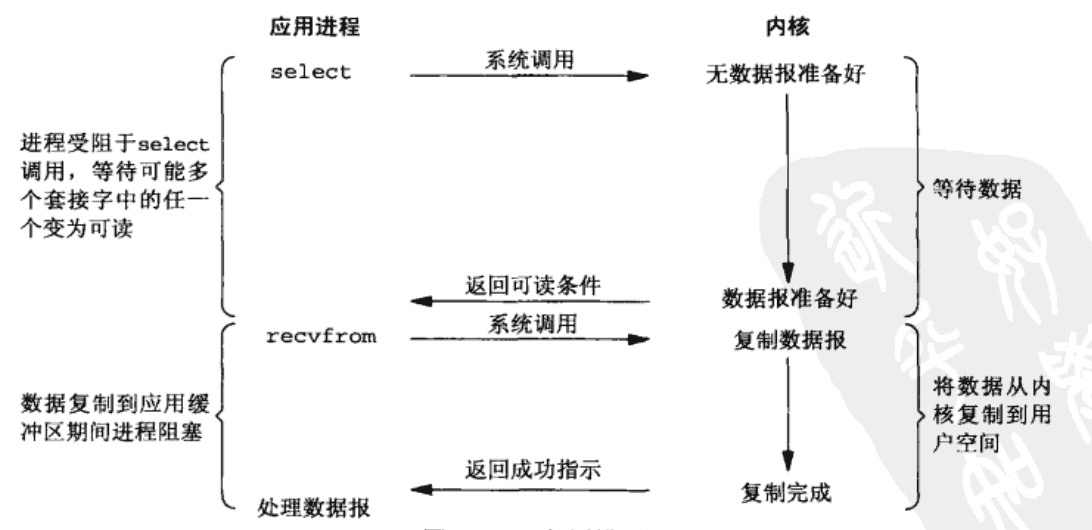 应用进程
内核
select
系统调用
无数据报准备好
进程受阻于select
调用，等待可能多
个套接字中的任一
个变为可读
等待数据
返回可读条件
数据报准备好
recvfrom
系统调用
复制数据报
数据复制到应用缓
冲区期间进程阻塞
将数据从内
核复制到用
户空间
返回成功指示
复制完成
处理数据报